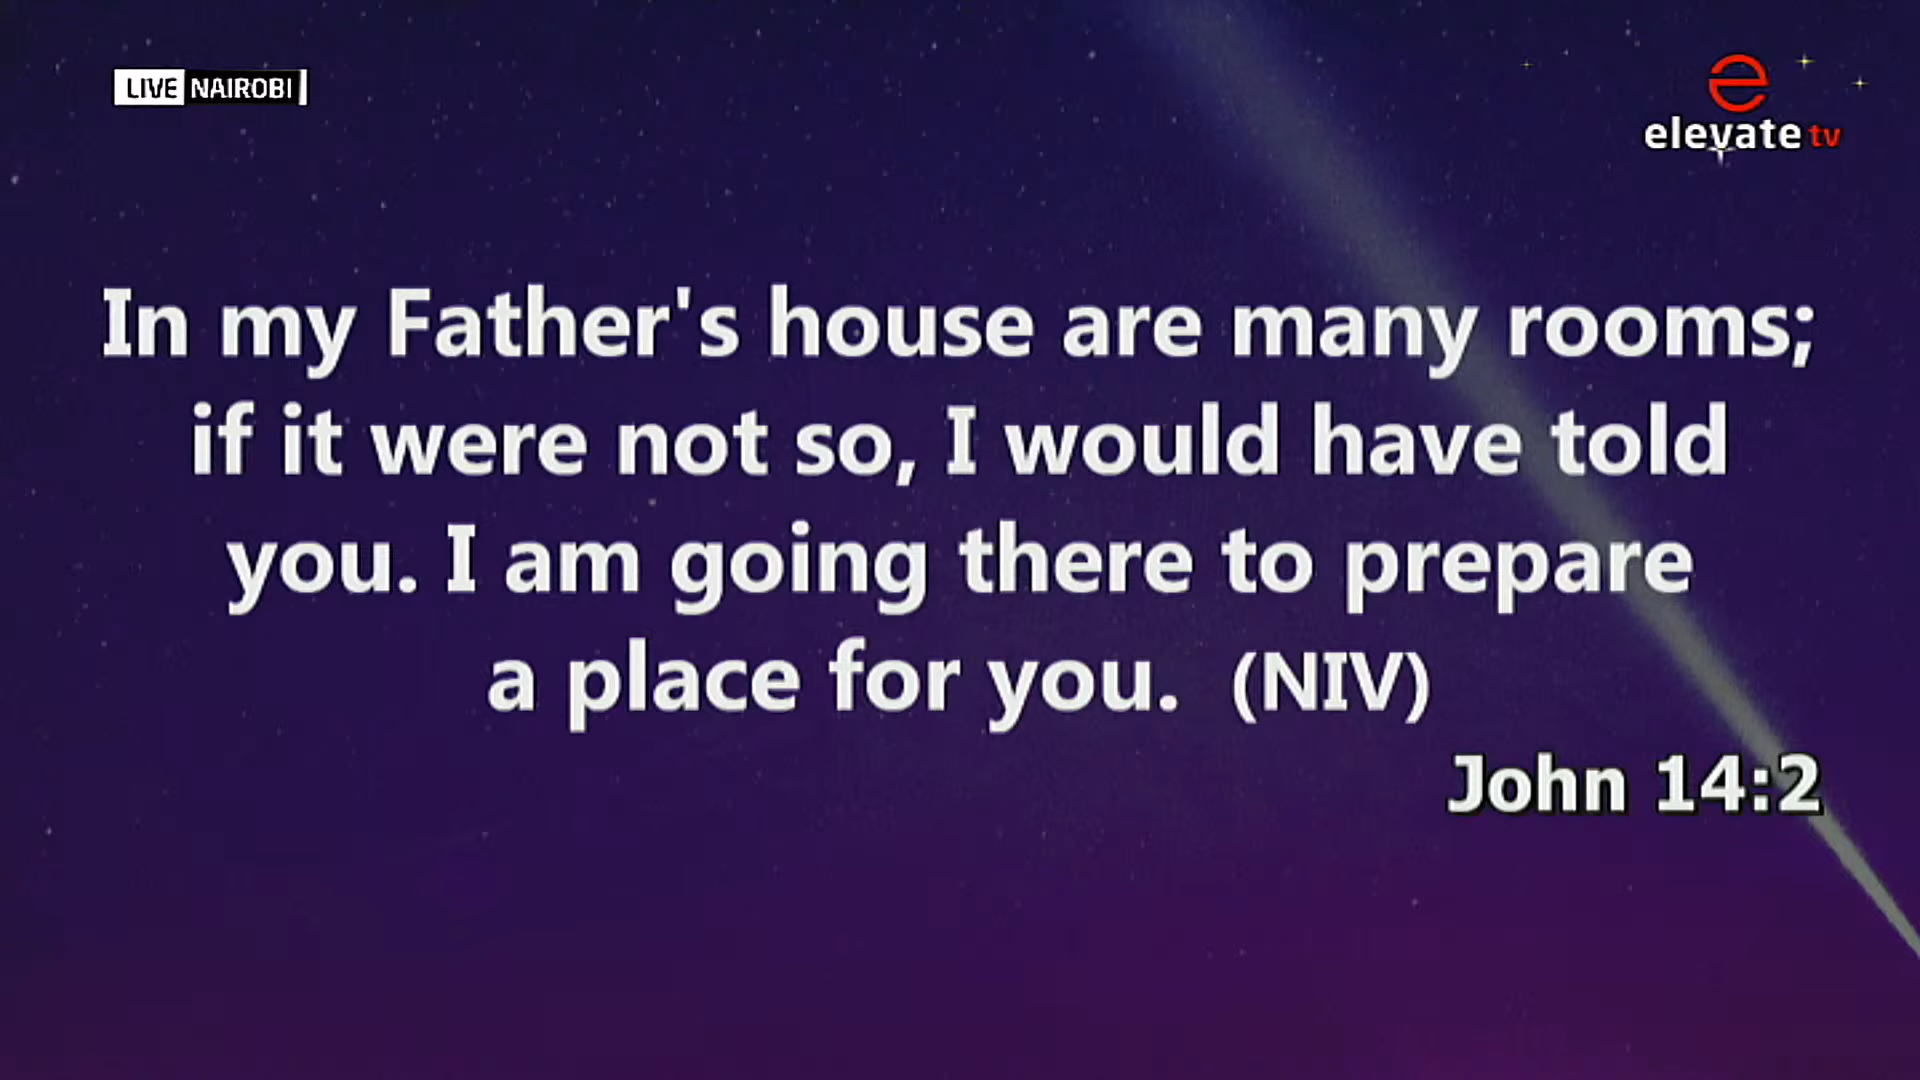 LIVE NAIROBI
e
elevate tv
In my Father's house are many rooms;
if it were not so, I would have told
you. I am going there to prepare
a place for you. (NIV)
John 14:2